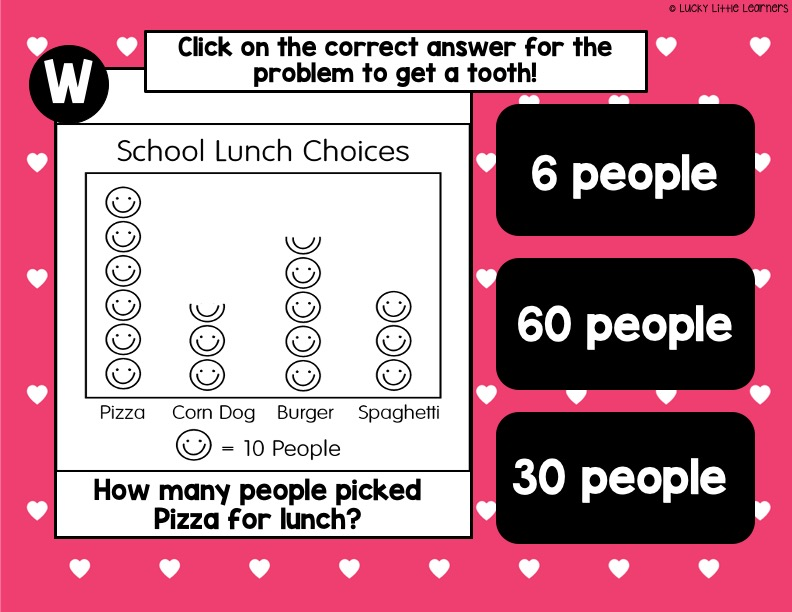 © Lucky Little Learners
Click on the correct answer for the
problem to get a tooth!
W
School Lunch Choices
Pizza Corn Dog Burger Spaghetti
= 10 People
How many people picked
Pizza for lunch?
6 people
60 people
30 people